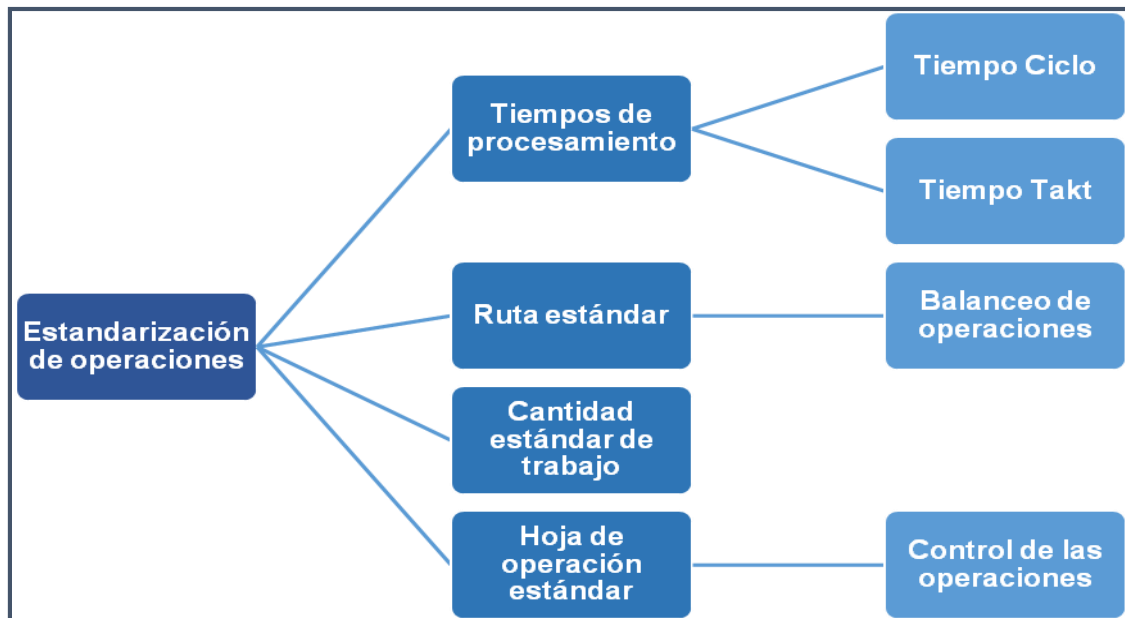 Estandarización
de operaciones
Tiempos de
procesamiento
Tiempo Ciclo
Tiempo Takt
Ruta estándar
Balanceo de
operaciones
Cantidad
estándar de
trabajo
Hoja de
operación
estándar
Control de las
operaciones